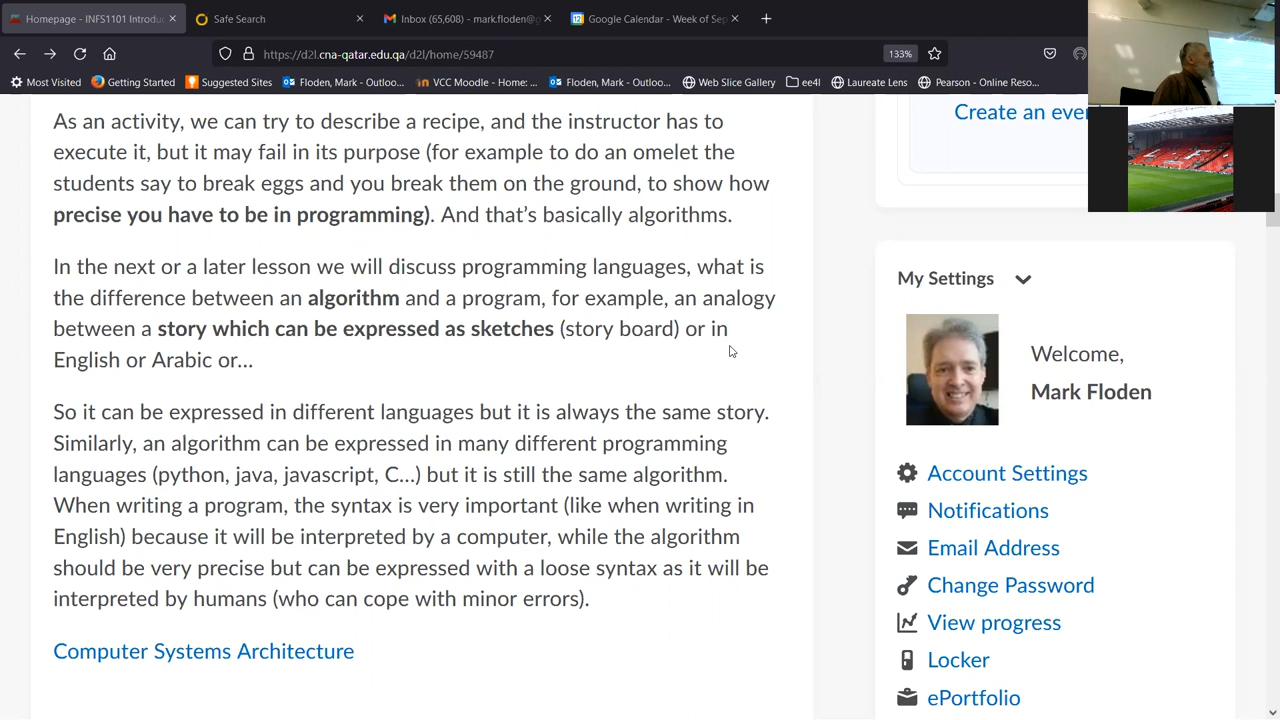 Homepage - INFS1101 Introduc
Safe Search
Inbox (65,608) - mark.floden@g
Google Calendar - Week of Sep
https://d2l.cna-qatar.edu.qa/d2l/home/59487
133%
Most Visited
Getting Started
Suggested Sites
Floden, Mark - Outloo...
VCC Moodle - Home: ...
Floden, Mark - Outloo...
Web Slice Gallery
ee4l
Laureate Lens
Pearson - Online Reso...
As an activity, we can try to describe a recipe, and the instructor has to
execute it, but it may fail in its purpose (for example to do an omelet the
students say to break eggs and you break them on the ground, to show how
precise you have to be in programming). And that's basically algorithms.
In the next or a later lesson we will discuss programming languages, what is
the difference between an algorithm and a program, for example, an analogy
between a story which can be expressed as sketches (story board) or in
English or Arabic or...
So it can be expressed in different languages but it is always the same story.
Similarly, an algorithm can be expressed in many different programming
languages (python, java, javascript, C...) but it is still the same algorithm.
When writing a program, the syntax is very important (like when writing in
English) because it will be interpreted by a computer, while the algorithm
should be very precise but can be expressed with a loose syntax as it will be
interpreted by humans (who can cope with minor errors).
Computer Systems Architecture
Create an eve
My Settings
Welcome,
Mark Floden
Account Settings
Notifications
Email Address
Change Password
View progress
Locker
ePortfolio